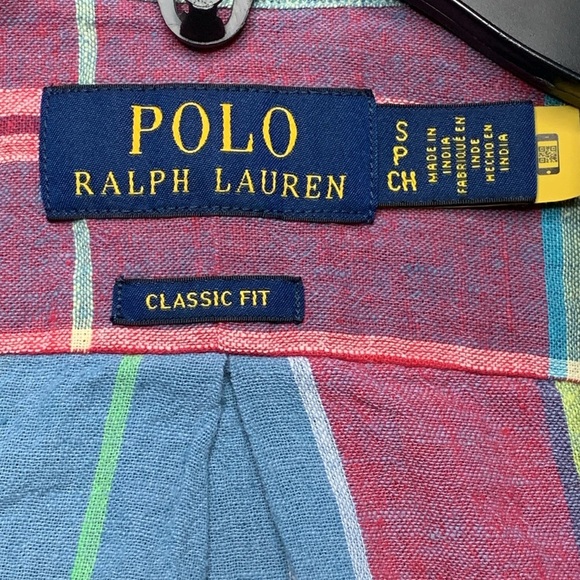 POLO
RALPH LAUREN
S
P
CH
MADE IN
INDIA
FABRIQUÉ EN
INDE
HECHO EN
INDIA
CLASSIC FIT